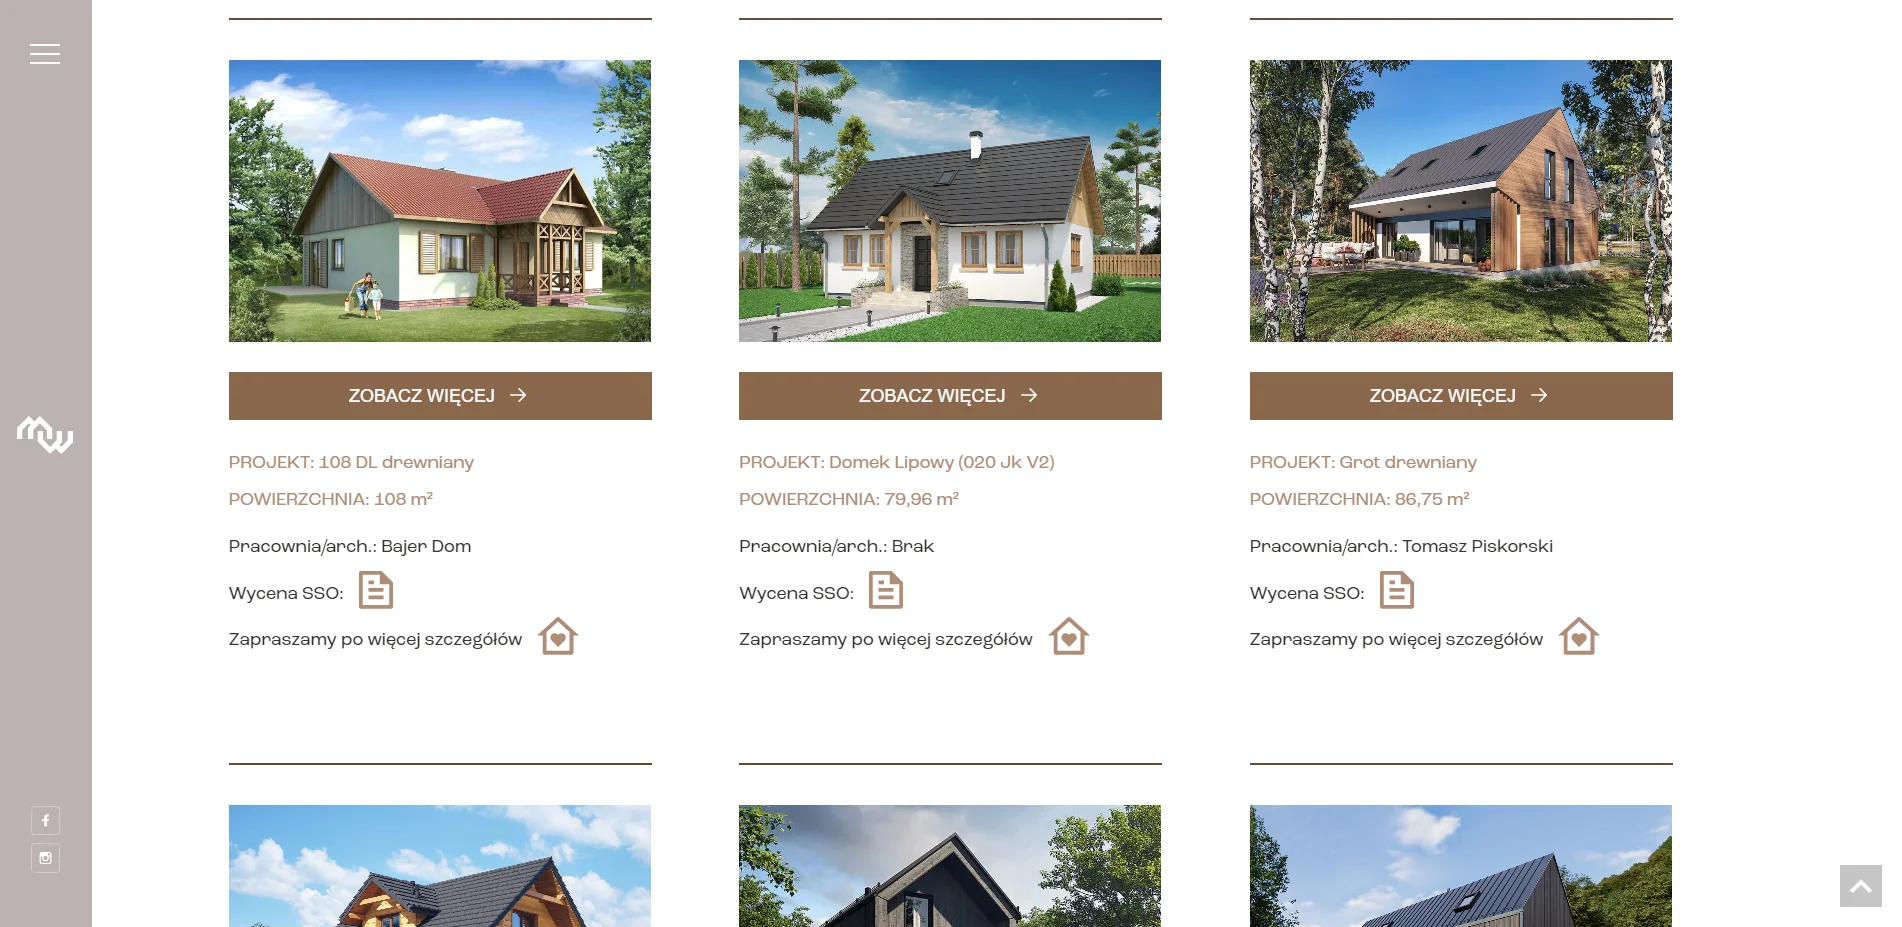 ZOBACZ WIĘCEJ
PROJEKT: 108 DL drewniany
POWIERZCHNIA: 108 m²
Pracownia/arch.: Bajer Dom
Wycena SSO:
Zapraszamy po więcej szczegółów
ZOBACZ WIĘCEJ
PROJEKT: Domek Lipowy (020 Jk V2)
POWIERZCHNIA: 79,96 m²
Pracownia/arch.: Brak
Wycena SSO:
Zapraszamy po więcej szczegółów
ZOBACZ WIĘCEJ
PROJEKT: Grot drewniany
POWIERZCHNIA: 86,75 m²
Pracownia/arch.: Tomasz Piskorski
Wycena SSO:
Zapraszamy po więcej szczegółów